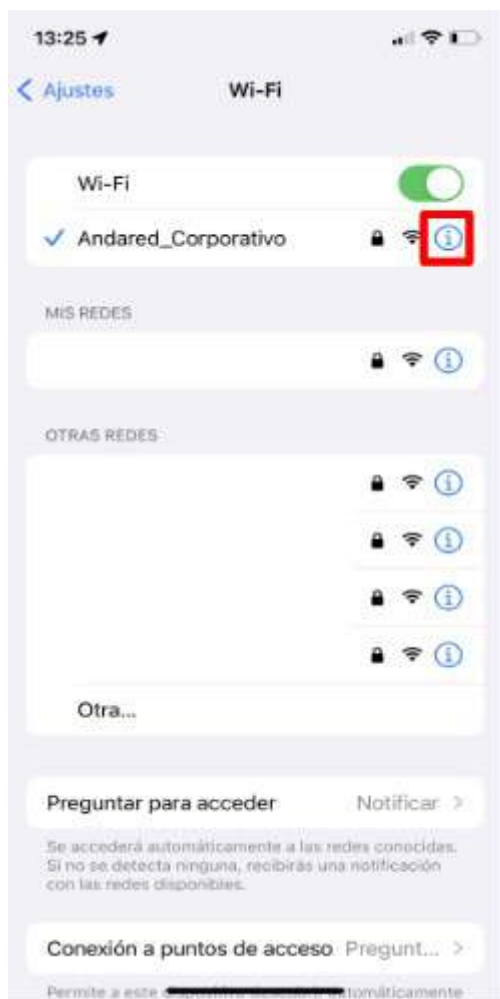 13:25
Ajustes
Wi-Fi
Wi-Fi
Andared_Corporativo
MIS REDES
OTRAS REDES
Otra...
Preguntar para acceder Notificar
Se accederá automáticamente a las redes conocidas.
Si no se detecta ninguna, recibirás una notificación
con las redes disponibles.
Conexión a puntos de acceso Pregunt...
Permite a este automáticamente